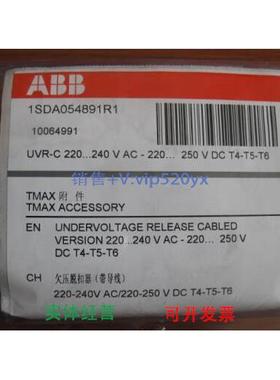 ABB
1SDA054891R1
10064991
UVR-C 220...240 V AC - 220... 250 V DC T4-T5-T6
销售+V.vip520yx
TMAX 附 件
TMAX ACCESSORY
EN UNDERVOLTAGE RELEASE CABLED
VERSION 220 ..240 V AC - 220... 250 V
DC T4-T5-T6
CH 欠压脱扣器（带导线）
220-240V AC/220-250 V DC T4-T5-T6
实体经营 可开发票